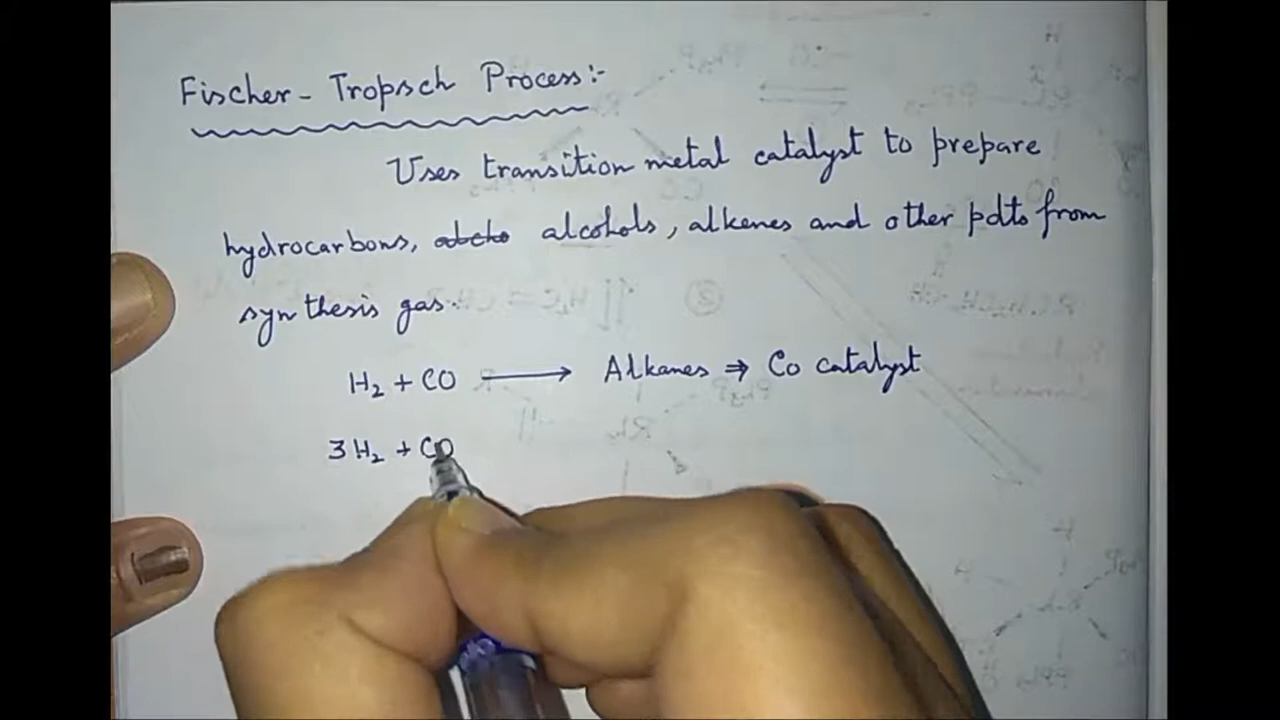 Fischer - Tropsch Process:-
Uses transition metal catalyst to prepare
hydrocarbons, alcohols, alkenes and other pdts from
synthesis gas.
H₂ + CO ⟶ Alkanes ⇒ Co catalyst
3H₂ + CO